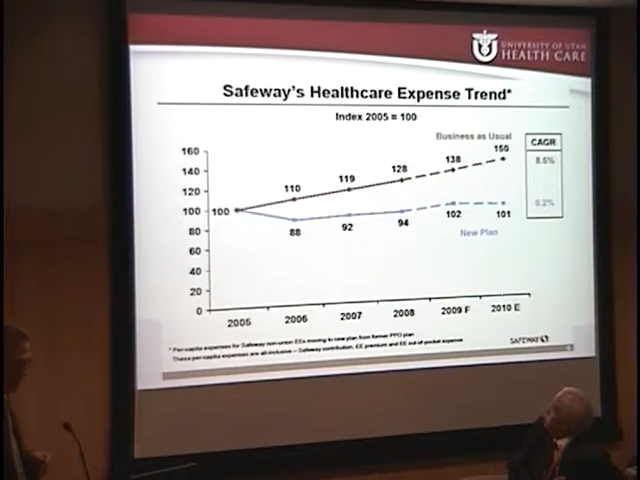 UNIVERSITY OF UTAH
HEALTH CARE
Safeway's Healthcare Expense Trend*
Index 2005 = 100
Business as Usual
CAGR
160
140
120
100
80
60
40
20
0
100
110
119
128
138
150
8.5%
88
92
94
102
101
0.2%
New Plan
2005
2006
2007
2008
2009 F
2010 E
* Per-capita expenses for Safeway non-union EEs moving to new plan from former PPO plan
These per-capita expenses are all-inclusive – Safeway contribution, EE premium and EE out-of-pocket expense
SAFEWAY